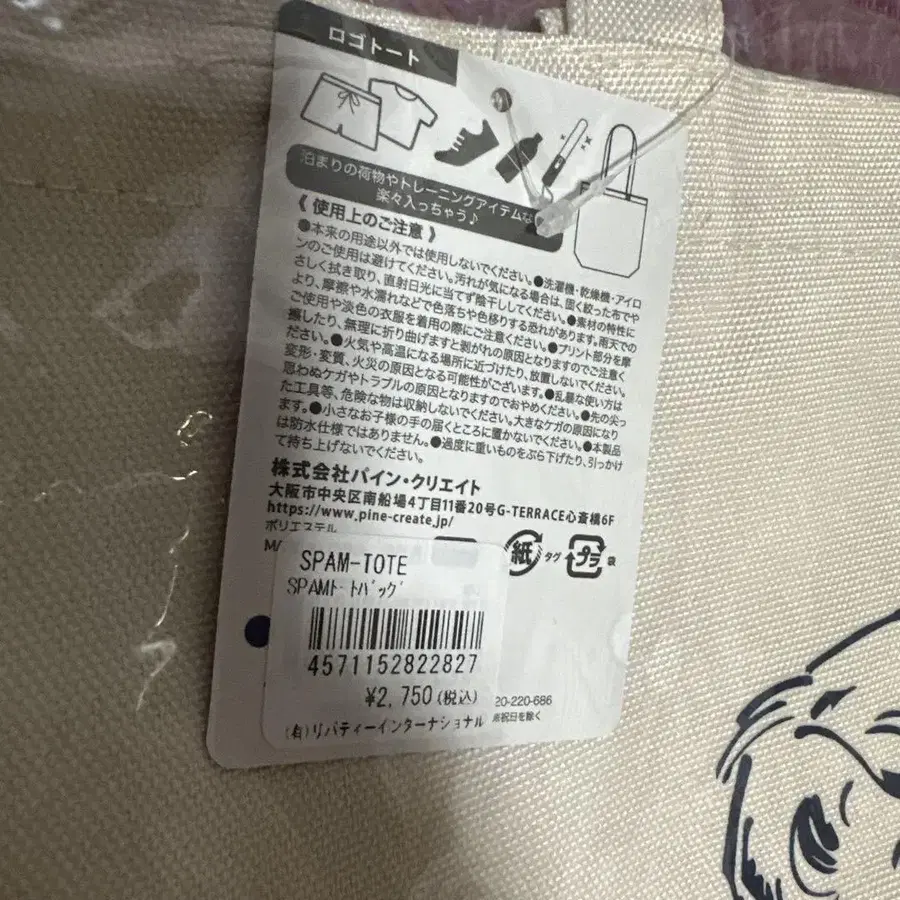 ロゴトート
泊まりの荷物やトレーニングアイテムな
楽々入っちゃう♪
《 使用上のご注意 》
●本来の用途以外では使用しないでください。●洗濯機・乾燥機・アイロ
ンのご使用は避けてください。汚れが気になる場合は、固く絞った布でや
さしく拭き取り、直射日光に当てず陰干ししてください。●素材の特性に
より、摩擦や水濡れなどで色落ちや色移りする恐れがあります。雨天での
ご使用や淡色の衣服を着用の際にご注意ください。●プリント部分を摩
擦したり、無理に折り曲げますと剥がれの原因となりますのでご注意く
ださい。●火気や高温になる場所に近づけたり、放置しないでください。
変形・変質、火災の原因となる可能性がございます。●乱暴な使い方は
思わぬケガやトラブルの原因となりますのでおやめください。●先の尖っ
た工具等、危険な物は収納しないでください。大きなケガの原因になり
ます。●小さなお子様の手の届くところに置かないでください。●本製品
は防水仕様ではありません。●過度に重いものをぶら下げたり、引っかけ
て持ち上げないでください。
株式会社パイン・クリエイト
大阪市中央区南船場4丁目11番20号G-TERRACE心斎橋6F
https://www.pine-create.jp/
ポリエステル
紙 タグ プラ 袋
SPAM-TOTE
SPAMトートバッグ
4571152822827
¥2,750(税込)
20-220-686
(有)リバティーインターナショナル
祝日を除く